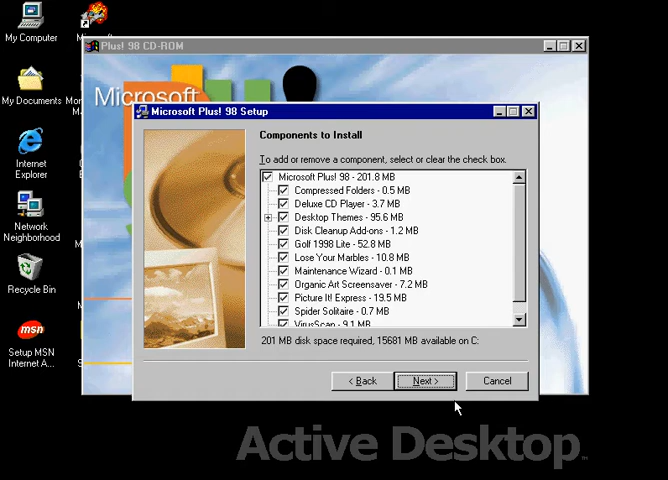 My Computer
Plus! 98 CD-ROM
My Documents
Microsoft
Microsoft Plus! 98 Setup
Components to Install
To add or remove a component, select or clear the check box.
Microsoft Plus! 98 - 201.8 MB
Compressed Folders - 0.5 MB
Deluxe CD Player - 3.7 MB
Desktop Themes - 95.6 MB
Disk Cleanup Add-ons - 1.2 MB
Golf 1998 Lite - 52.8 MB
Lose Your Marbles - 10.8 MB
Maintenance Wizard - 0.1 MB
Organic Art Screensaver - 7.2 MB
Picture It! Express - 19.5 MB
Spider Solitaire - 0.7 MB
VirusScan - 9.1 MB
201 MB disk space required, 15681 MB available on C:
< Back
Next >
Cancel
Internet
Explorer
Network
Neighborhood
Recycle Bin
msn
Setup MSN
Internet A...
Active Desktop